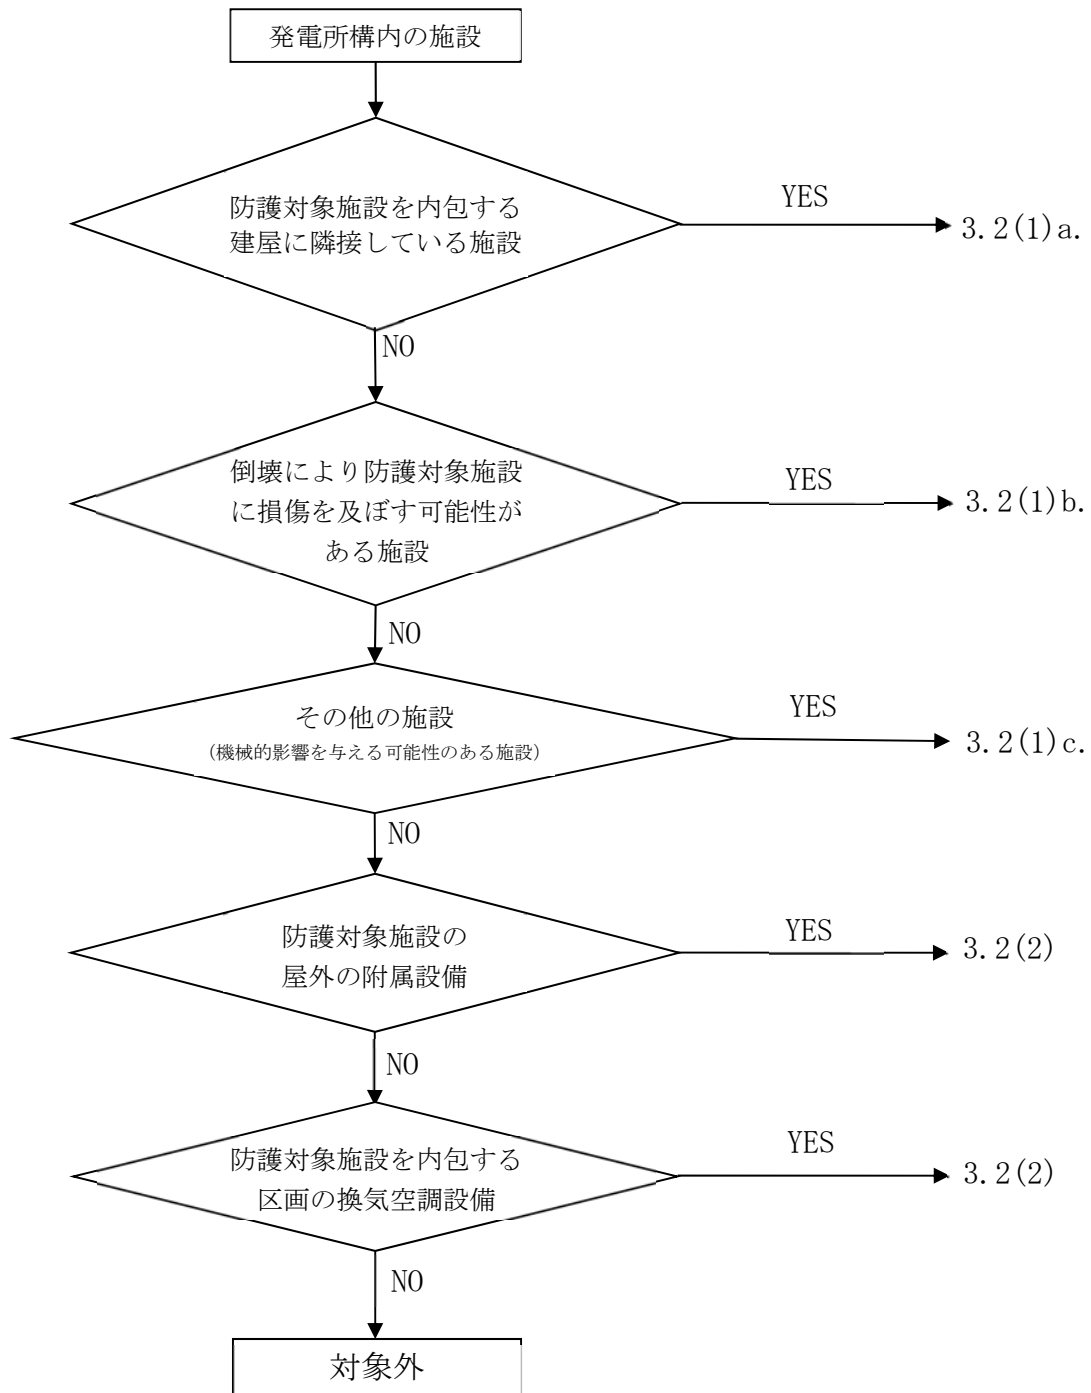 発電所構内の施設
防護対象施設を内包する
建屋に隣接している施設
YES
3.2(1)a.
NO
倒壊により防護対象施設
に損傷を及ぼす可能性が
ある施設
YES
3.2(1)b.
NO
その他の施設
(機械的影響を与える可能性のある施設)
YES
3.2(1)c.
NO
防護対象施設の
屋外の附属設備
YES
3.2(2)
NO
防護対象施設を内包する
区画の換気空調設備
YES
3.2(2)
NO
対象外